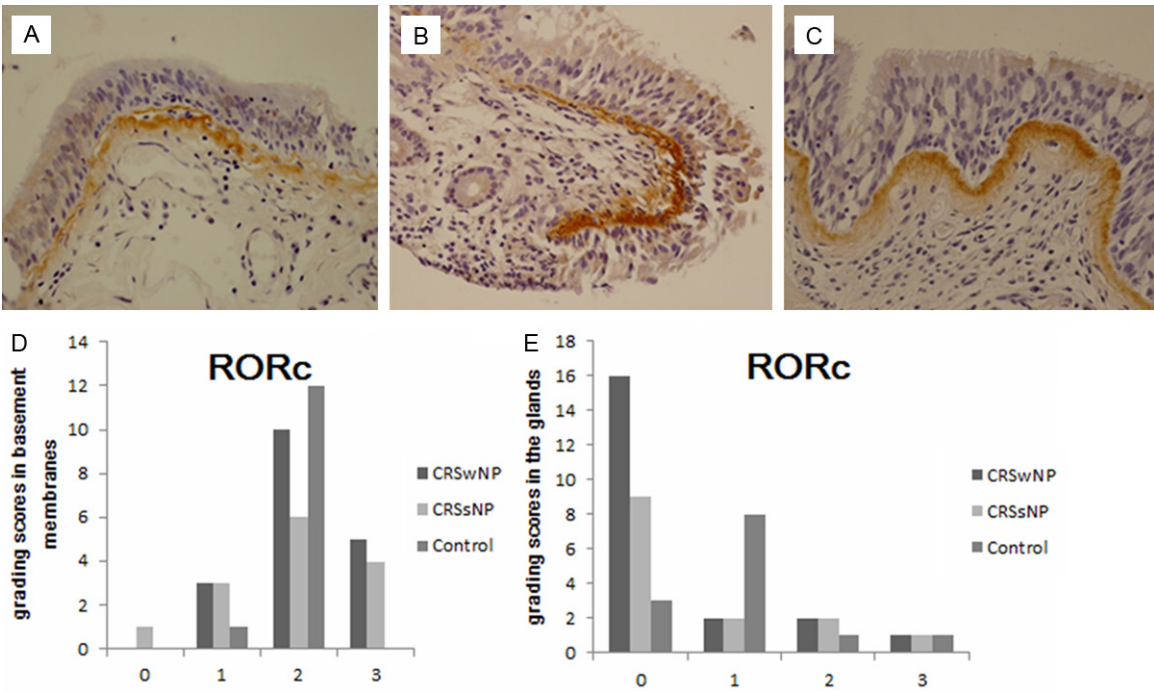 A
B
C
D
RORc
grading scores in basement
membranes
14
12
10
8
6
4
2
0
0
1
2
3
CRSwNP
CRSsNP
Control
E
RORc
grading scores in the glands
18
16
14
12
10
8
6
4
2
0
0
1
2
3
CRSwNP
CRSsNP
Control